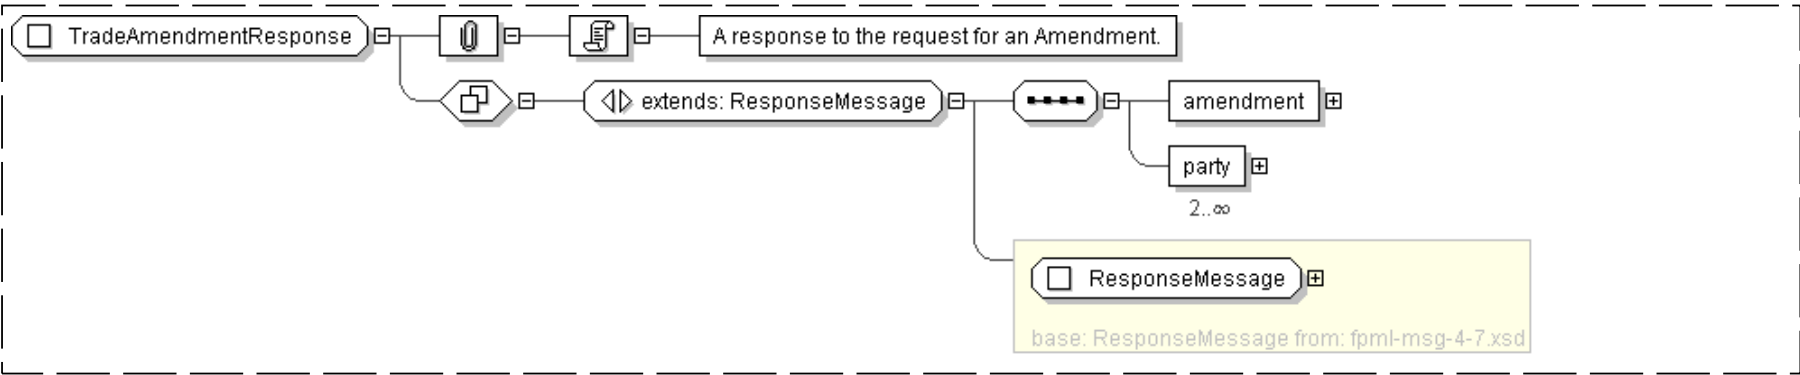 TradeAmendmentResponse
A response to the request for an Amendment.
extends: ResponseMessage
amendment
party
2..∞
ResponseMessage
base: ResponseMessage from: fpml-msg-4-7.xsd